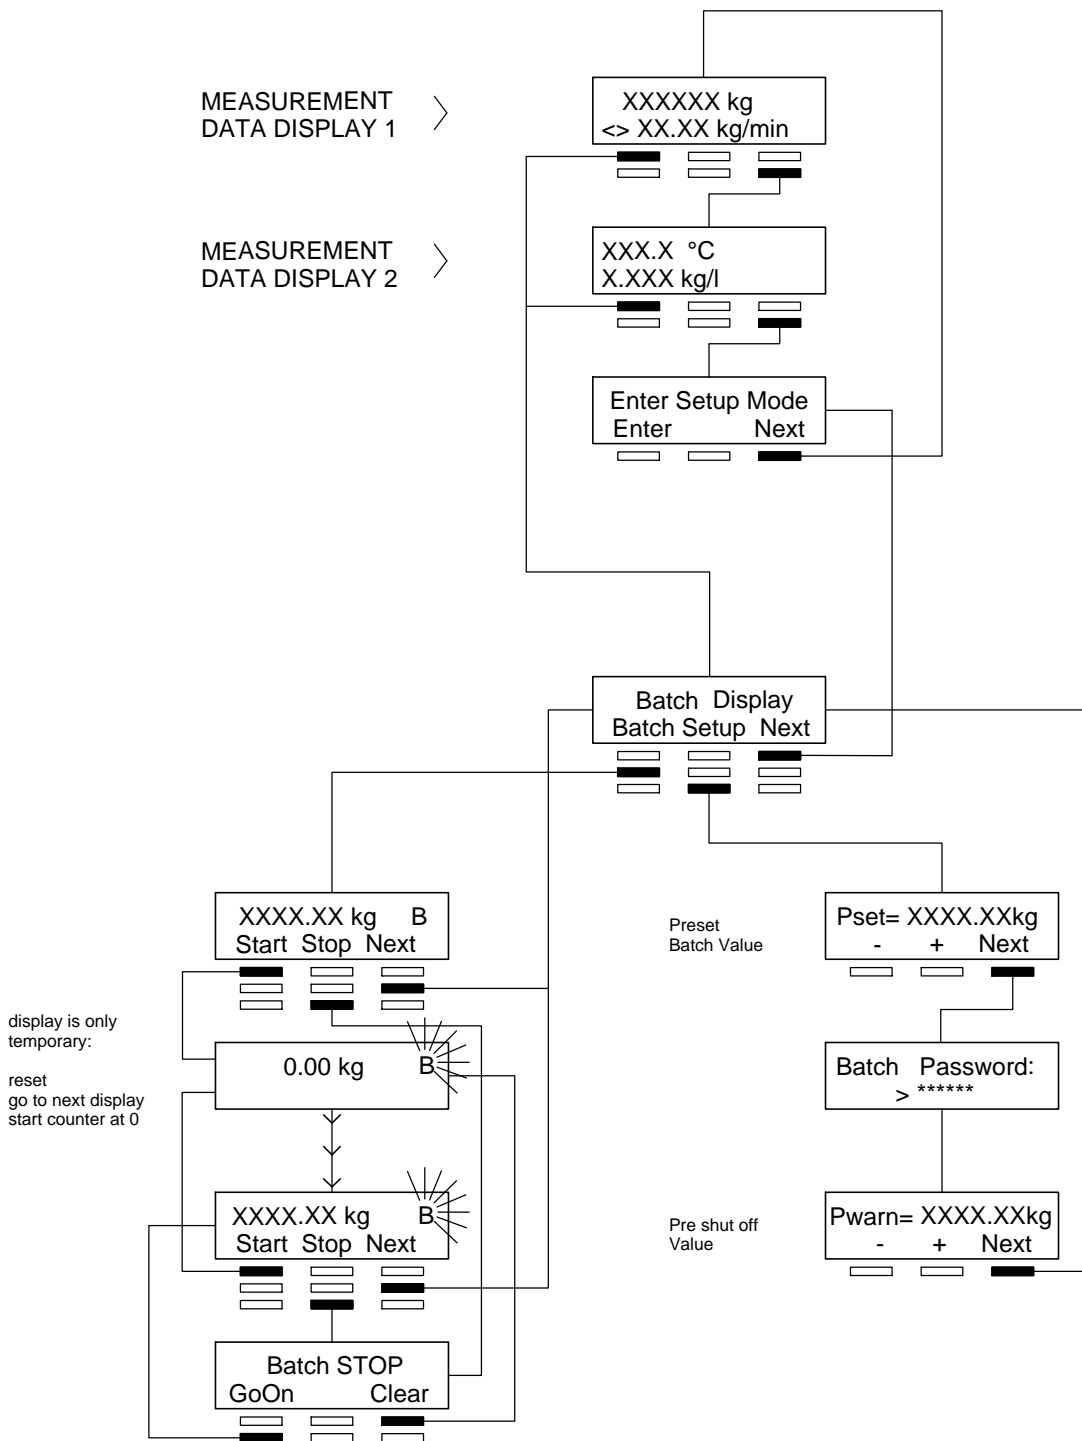 MEASUREMENT
DATA DISPLAY 1
XXXXXX kg
<> XX.XX kg/min
MEASUREMENT
DATA DISPLAY 2
XXX.X °C
X.XXX kg/l
Enter Setup Mode
Enter Next
Batch Display
Batch Setup Next
XXXX.XX kg B
Start Stop Next
display is only
temporary:
reset
go to next display
start counter at 0
0.00 kg B
XXXX.XX kg B
Start Stop Next
Batch STOP
GoOn Clear
Preset
Batch Value
Pset= XXXX.XXkg
- + Next
Batch Password:
> ******
Pre shut off
Value
Pwarn= XXXX.XXkg
- + Next